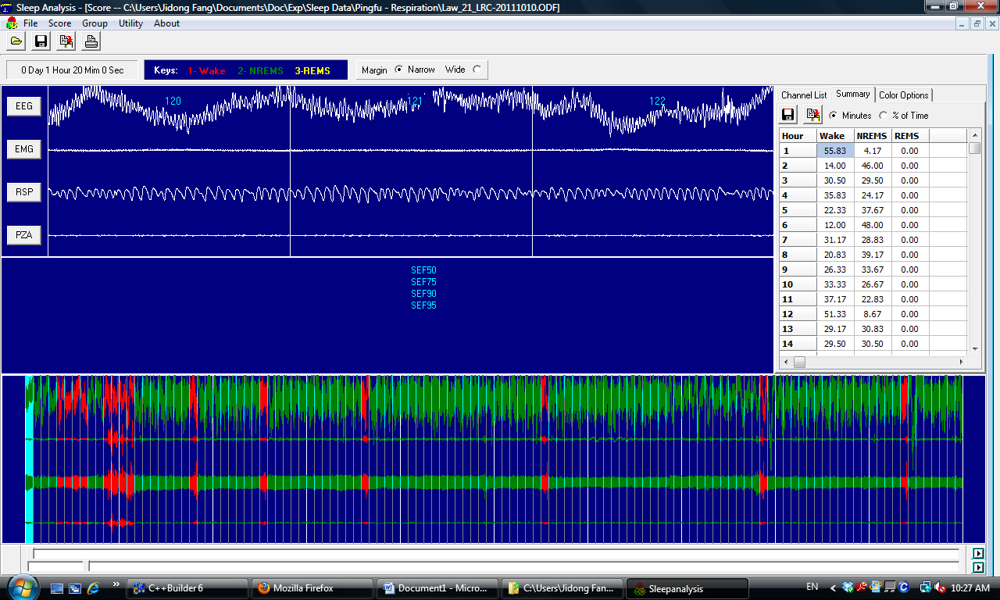 Sleep Analysis - [Score -- C:\Users\Jidong Fang\Documents\Doc\Exp\Sleep Data\Pingfu - Respiration\Law_21_LRC-20111010.ODF]
File Score Group Utility About
0 Day 1 Hour 20 Mim 0 Sec
Keys: 1- Wake 2- NREMS 3-REMS
Margin Narrow Wide
120 121 122
EEG
EMG
RSP
PZA
SEF50
SEF75
SEF90
SEF95
Channel List Summary Color Options
Minutes % of Time
Hour Wake NREMS REMS
1 55.83 4.17 0.00
2 14.00 46.00 0.00
3 30.50 29.50 0.00
4 35.83 24.17 0.00
5 22.33 37.67 0.00
6 12.00 48.00 0.00
7 31.17 28.83 0.00
8 20.83 39.17 0.00
9 26.33 33.67 0.00
10 33.33 26.67 0.00
11 37.17 22.83 0.00
12 51.33 8.67 0.00
13 29.17 30.83 0.00
14 29.50 30.50 0.00
C++Builder 6 Mozilla Firefox Document1 - Micro... C:\Users\Jidong Fan... Sleepanalysis EN 10:27 AM